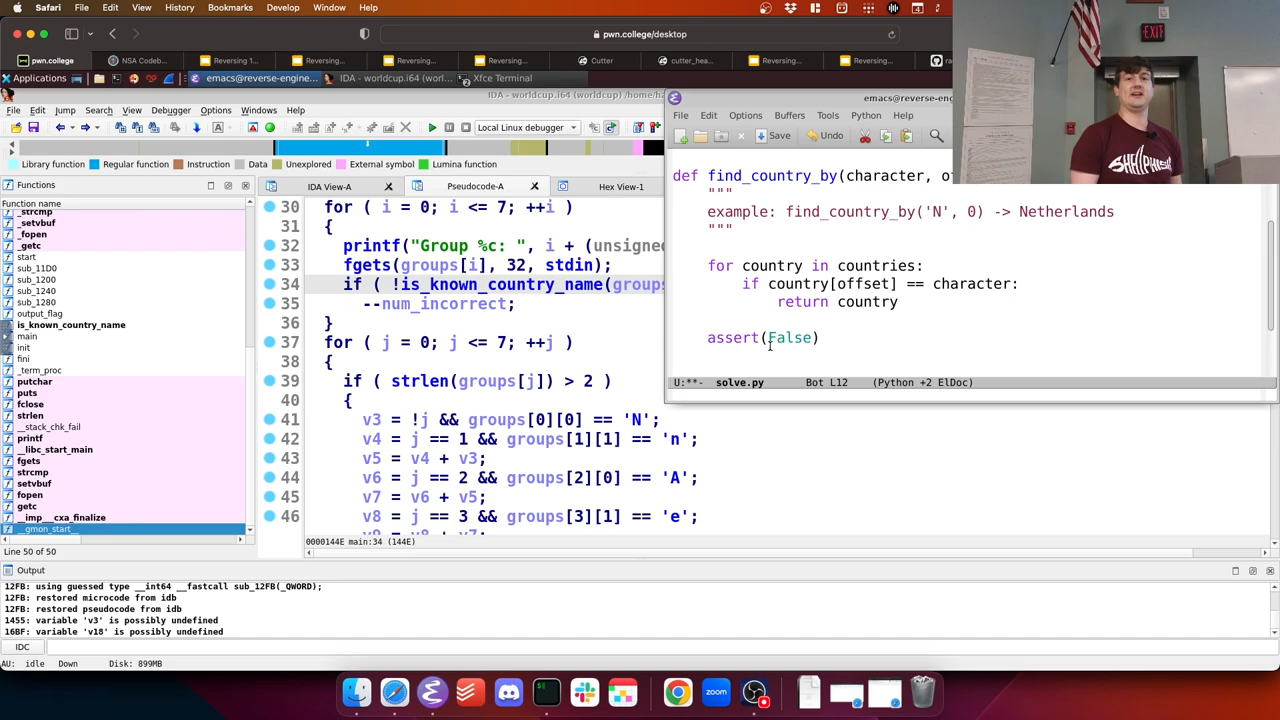 Safari File Edit View History Bookmarks Develop Window Help
pwn.college/desktop
pwn.college NSA Codeb Reversing 1 Reversing... Reversing... Reversing... Cutter cutter_hea Reversing... Reversing...
Applications emacs@reverse-engine... IDA - worldcup.i64 (worl... Xfce Terminal
IDA - worldcup.i64 (worldcup) /home/h
File Edit Jump Search View Debugger Options Windows Help
Local Linux debugger
Library function Regular function Instruction Data Unexplored External symbol Lumina function
Functions
Function name
_strcmp
_setvbuf
_fopen
_getc
start
sub_11D0
sub_1200
sub_1240
sub_1280
output_flag
is_known_country_name
main
init
fini
_term_proc
putchar
puts
fclose
strlen
__stack_chk_fail
printf
__libc_start_main
fgets
strcmp
setvbuf
fopen
getc
__imp__cxa_finalize
__gmon_start__
Line 50 of 50
IDA View-A Pseudocode-A Hex View-1
30 for ( i = 0; i <= 7; ++i )
31 {
32 printf("Group %c: ", i + (unsigne
33 fgets(groups[i], 32, stdin);
34 if ( !is_known_country_name(groups
35 --num_incorrect;
36 }
37 for ( j = 0; j <= 7; ++j )
38 {
39 if ( strlen(groups[j]) > 2 )
40 {
41 v3 = !j && groups[0][0] == 'N';
42 v4 = j == 1 && groups[1][1] == 'n';
43 v5 = v4 + v3;
44 v6 = j == 2 && groups[2][0] == 'A';
45 v7 = v6 + v5;
46 v8 = j == 3 && groups[3][1] == 'e';
0000144E main:34 (144E)
emacs@reverse-eng
File Edit Options Buffers Tools Python Help
Save Undo
def find_country_by(character, of
"""
example: find_country_by('N', 0) -> Netherlands
"""
for country in countries:
if country[offset] == character:
return country
assert(False)
U:**- solve.py Bot L12 (Python +2 ElDoc)
Output
12FB: using guessed type __int64 __fastcall sub_12FB(_QWORD);
12FB: restored microcode from idb
12FB: restored pseudocode from idb
1455: variable 'v3' is possibly undefined
16BF: variable 'v18' is possibly undefined
IDC
AU: idle Down Disk: 899MB
EXIT
SHELLPHISH
zoom